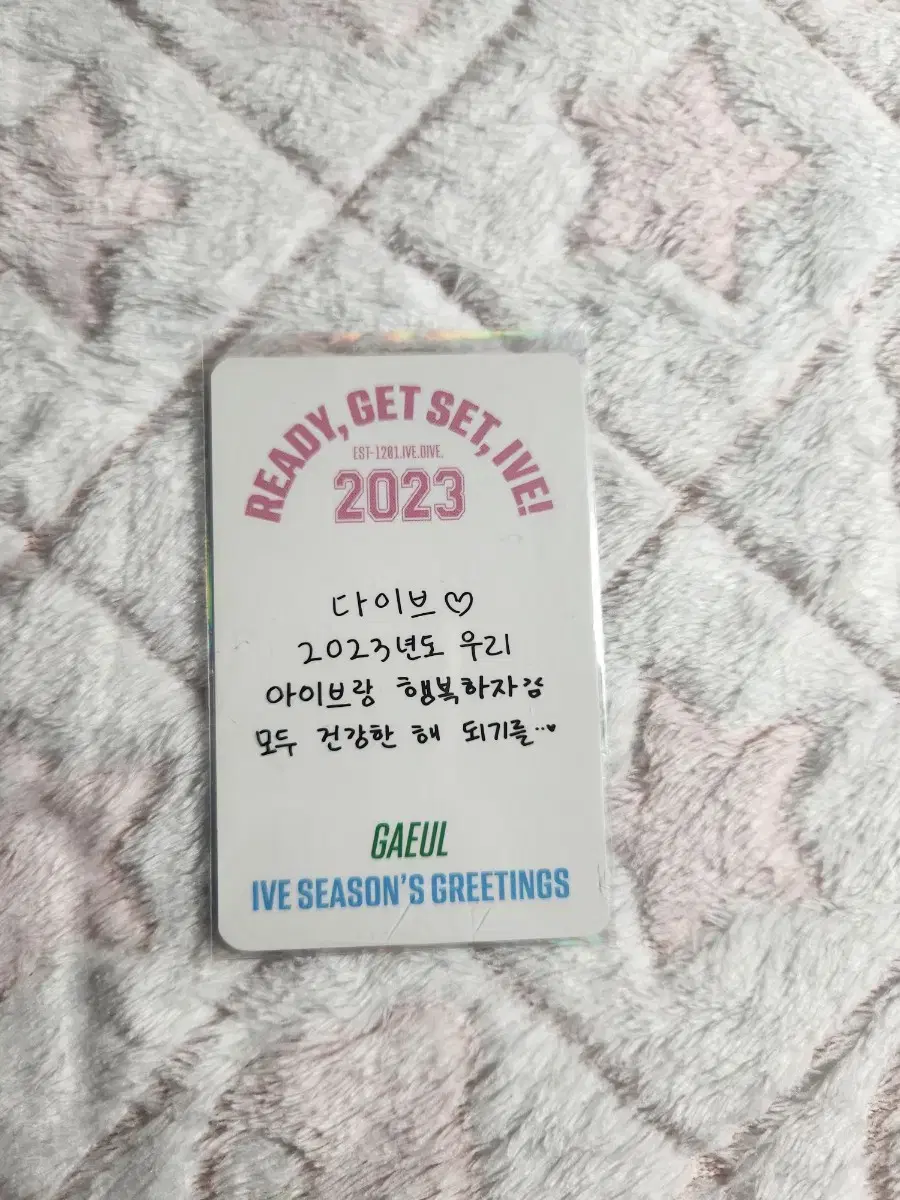 READY, GET SET, IVE!
EST-1201.IVE.DIVE.
2023
다이브♡
2023년도 우리
아이브랑 행복하자
모두 건강한 해 되기를…♥
GAEUL
IVE SEASON'S GREETINGS